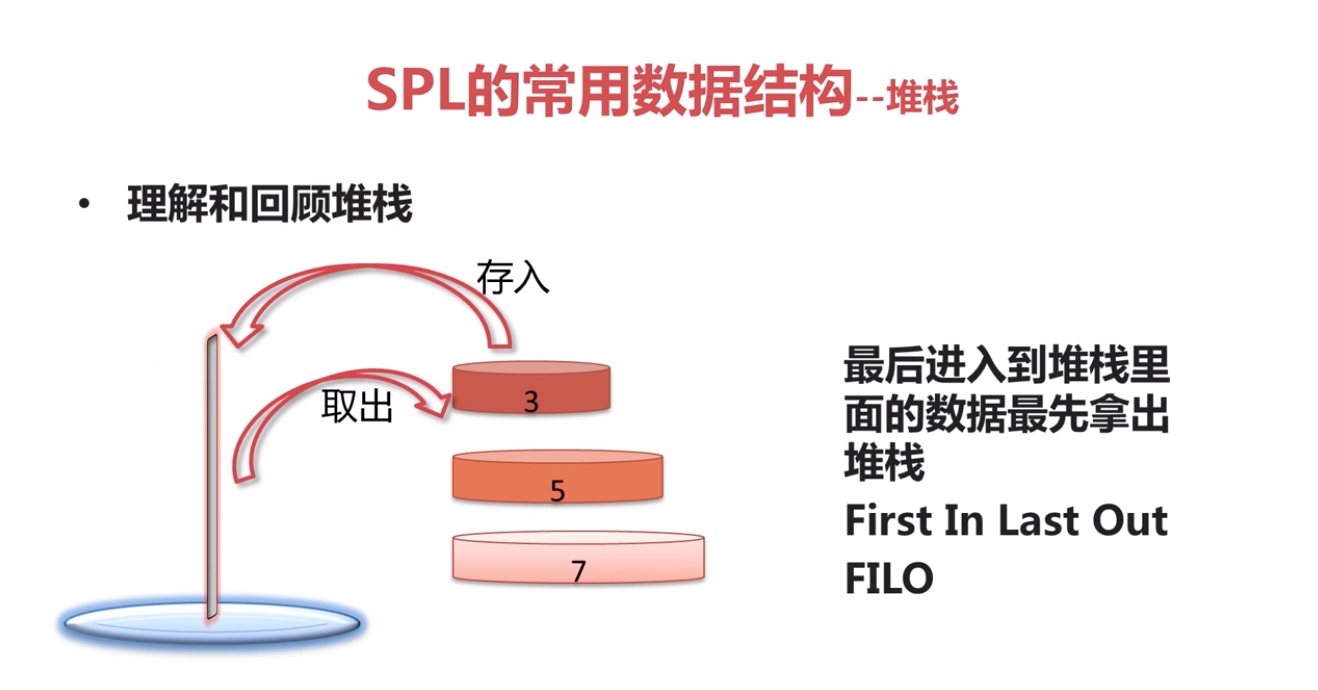 SPL的常用数据结构--堆栈
• 理解和回顾堆栈
存入
取出
3
5
7
最后进入到堆栈里
面的数据最先拿出
堆栈
First In Last Out
FILO